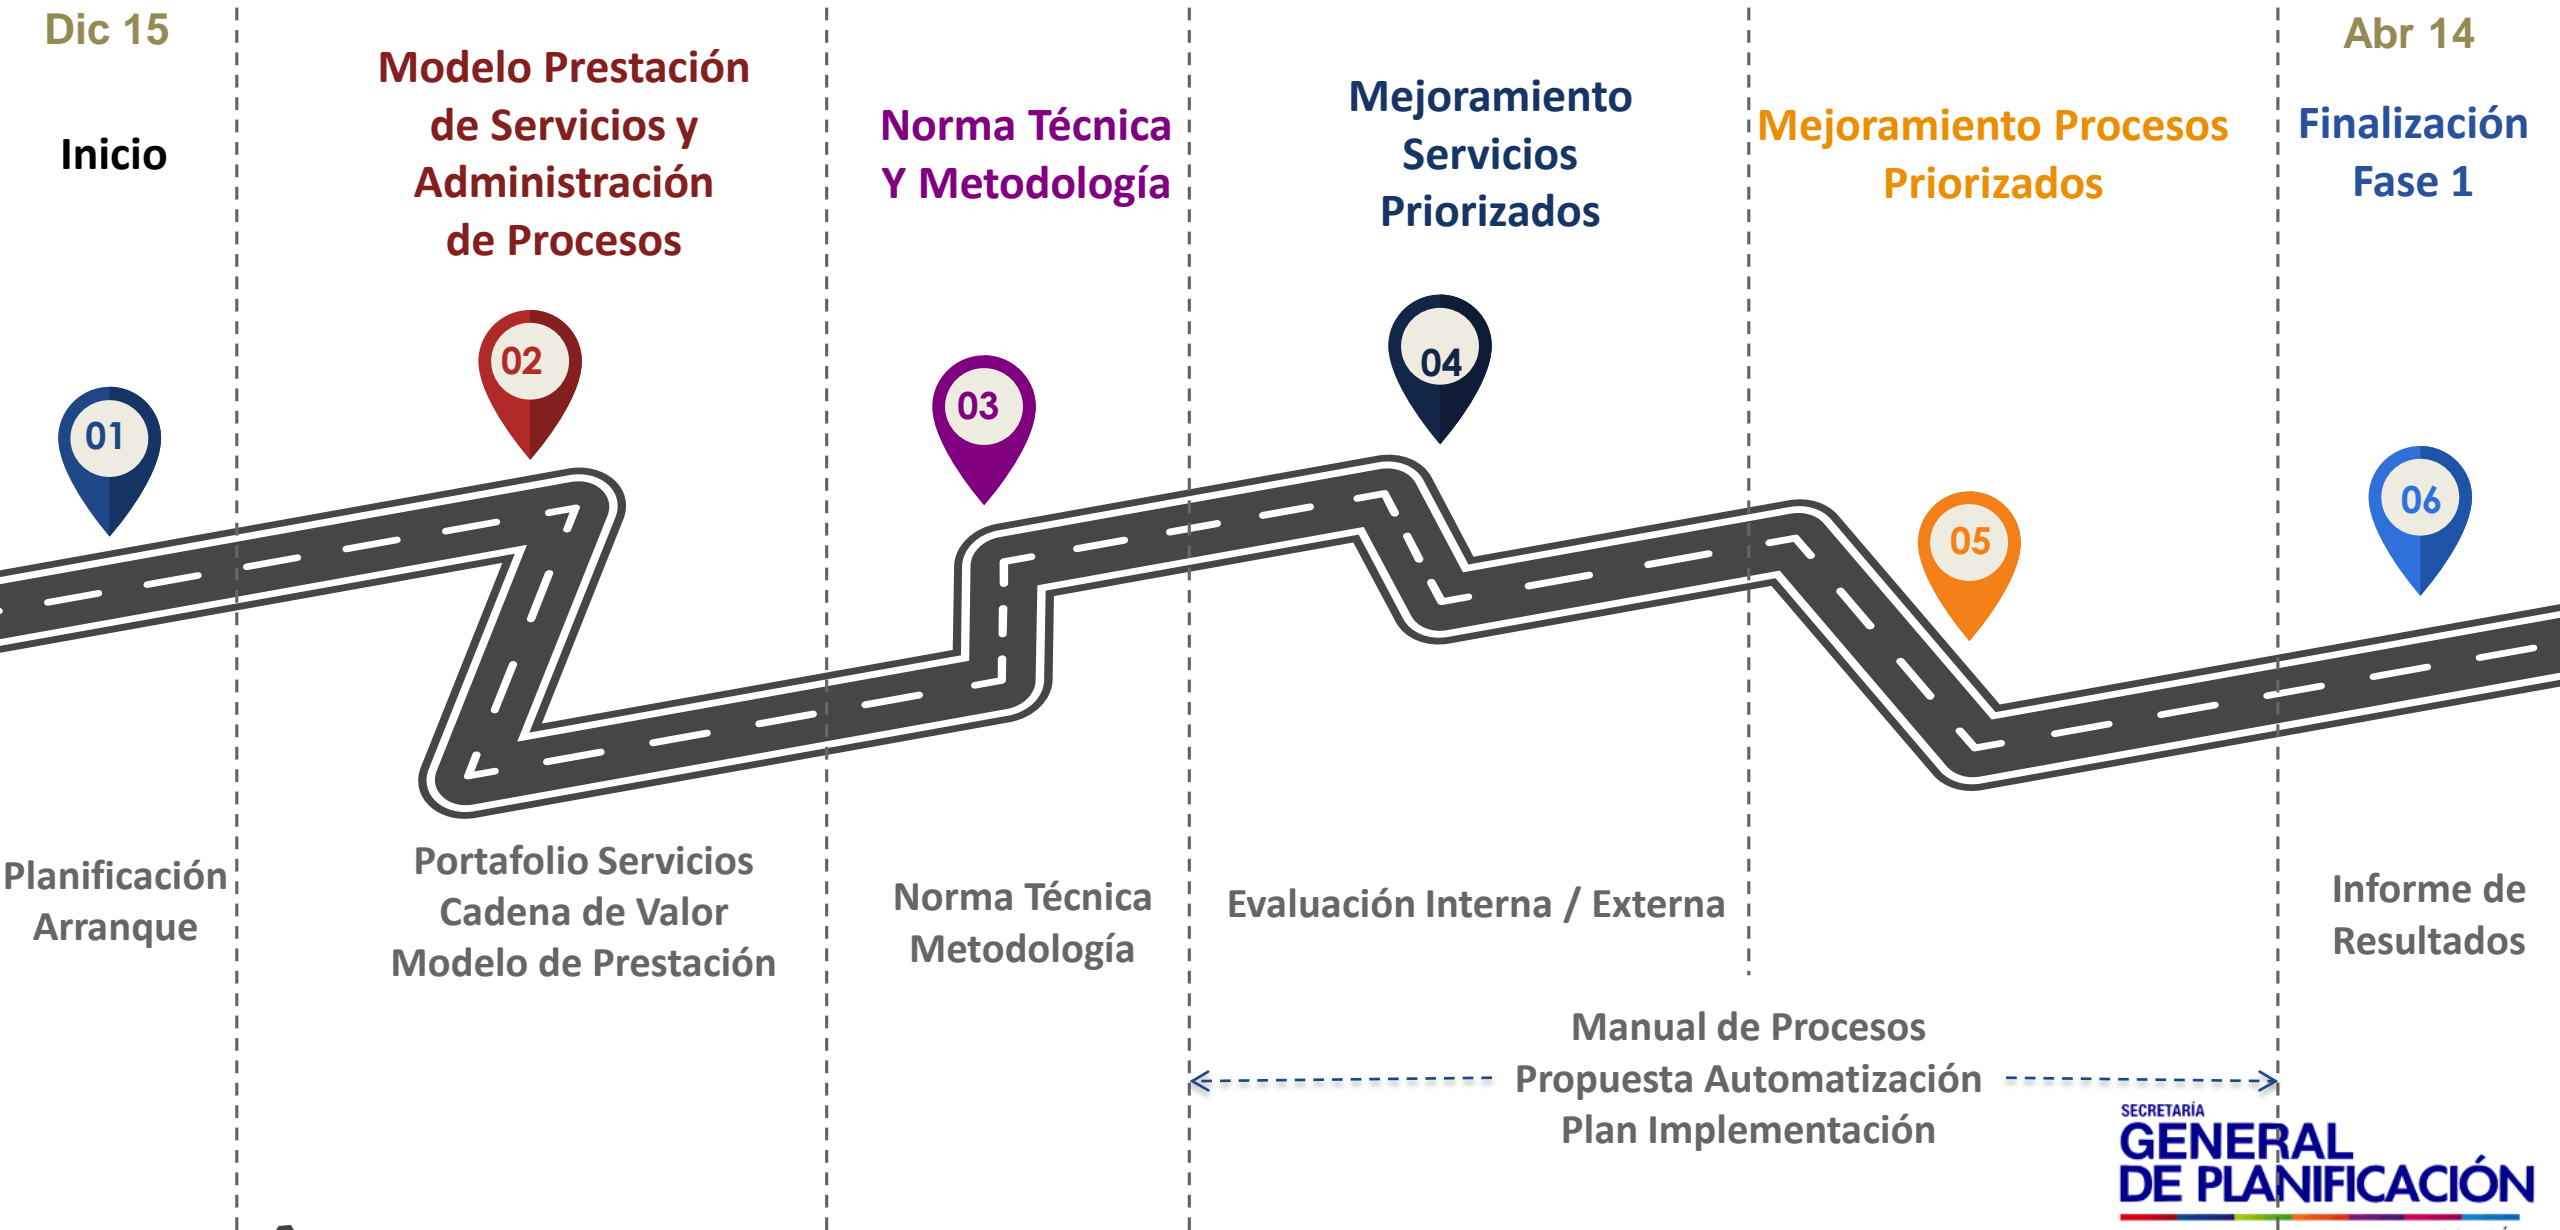 Dic 15
Inicio
Modelo Prestación
de Servicios y
Administración
de Procesos
Norma Técnica
Y Metodología
Mejoramiento
Servicios
Priorizados
Mejoramiento Procesos
Priorizados
Abr 14
Finalización
Fase 1
01
02
03
04
05
06
Planificación
Arranque
Portafolio Servicios
Cadena de Valor
Modelo de Prestación
Norma Técnica
Metodología
Evaluación Interna / Externa
Informe de
Resultados
Manual de Procesos
Propuesta Automatización
Plan Implementación
SECRETARÍA
GENERAL
DE PLANIFICACIÓN